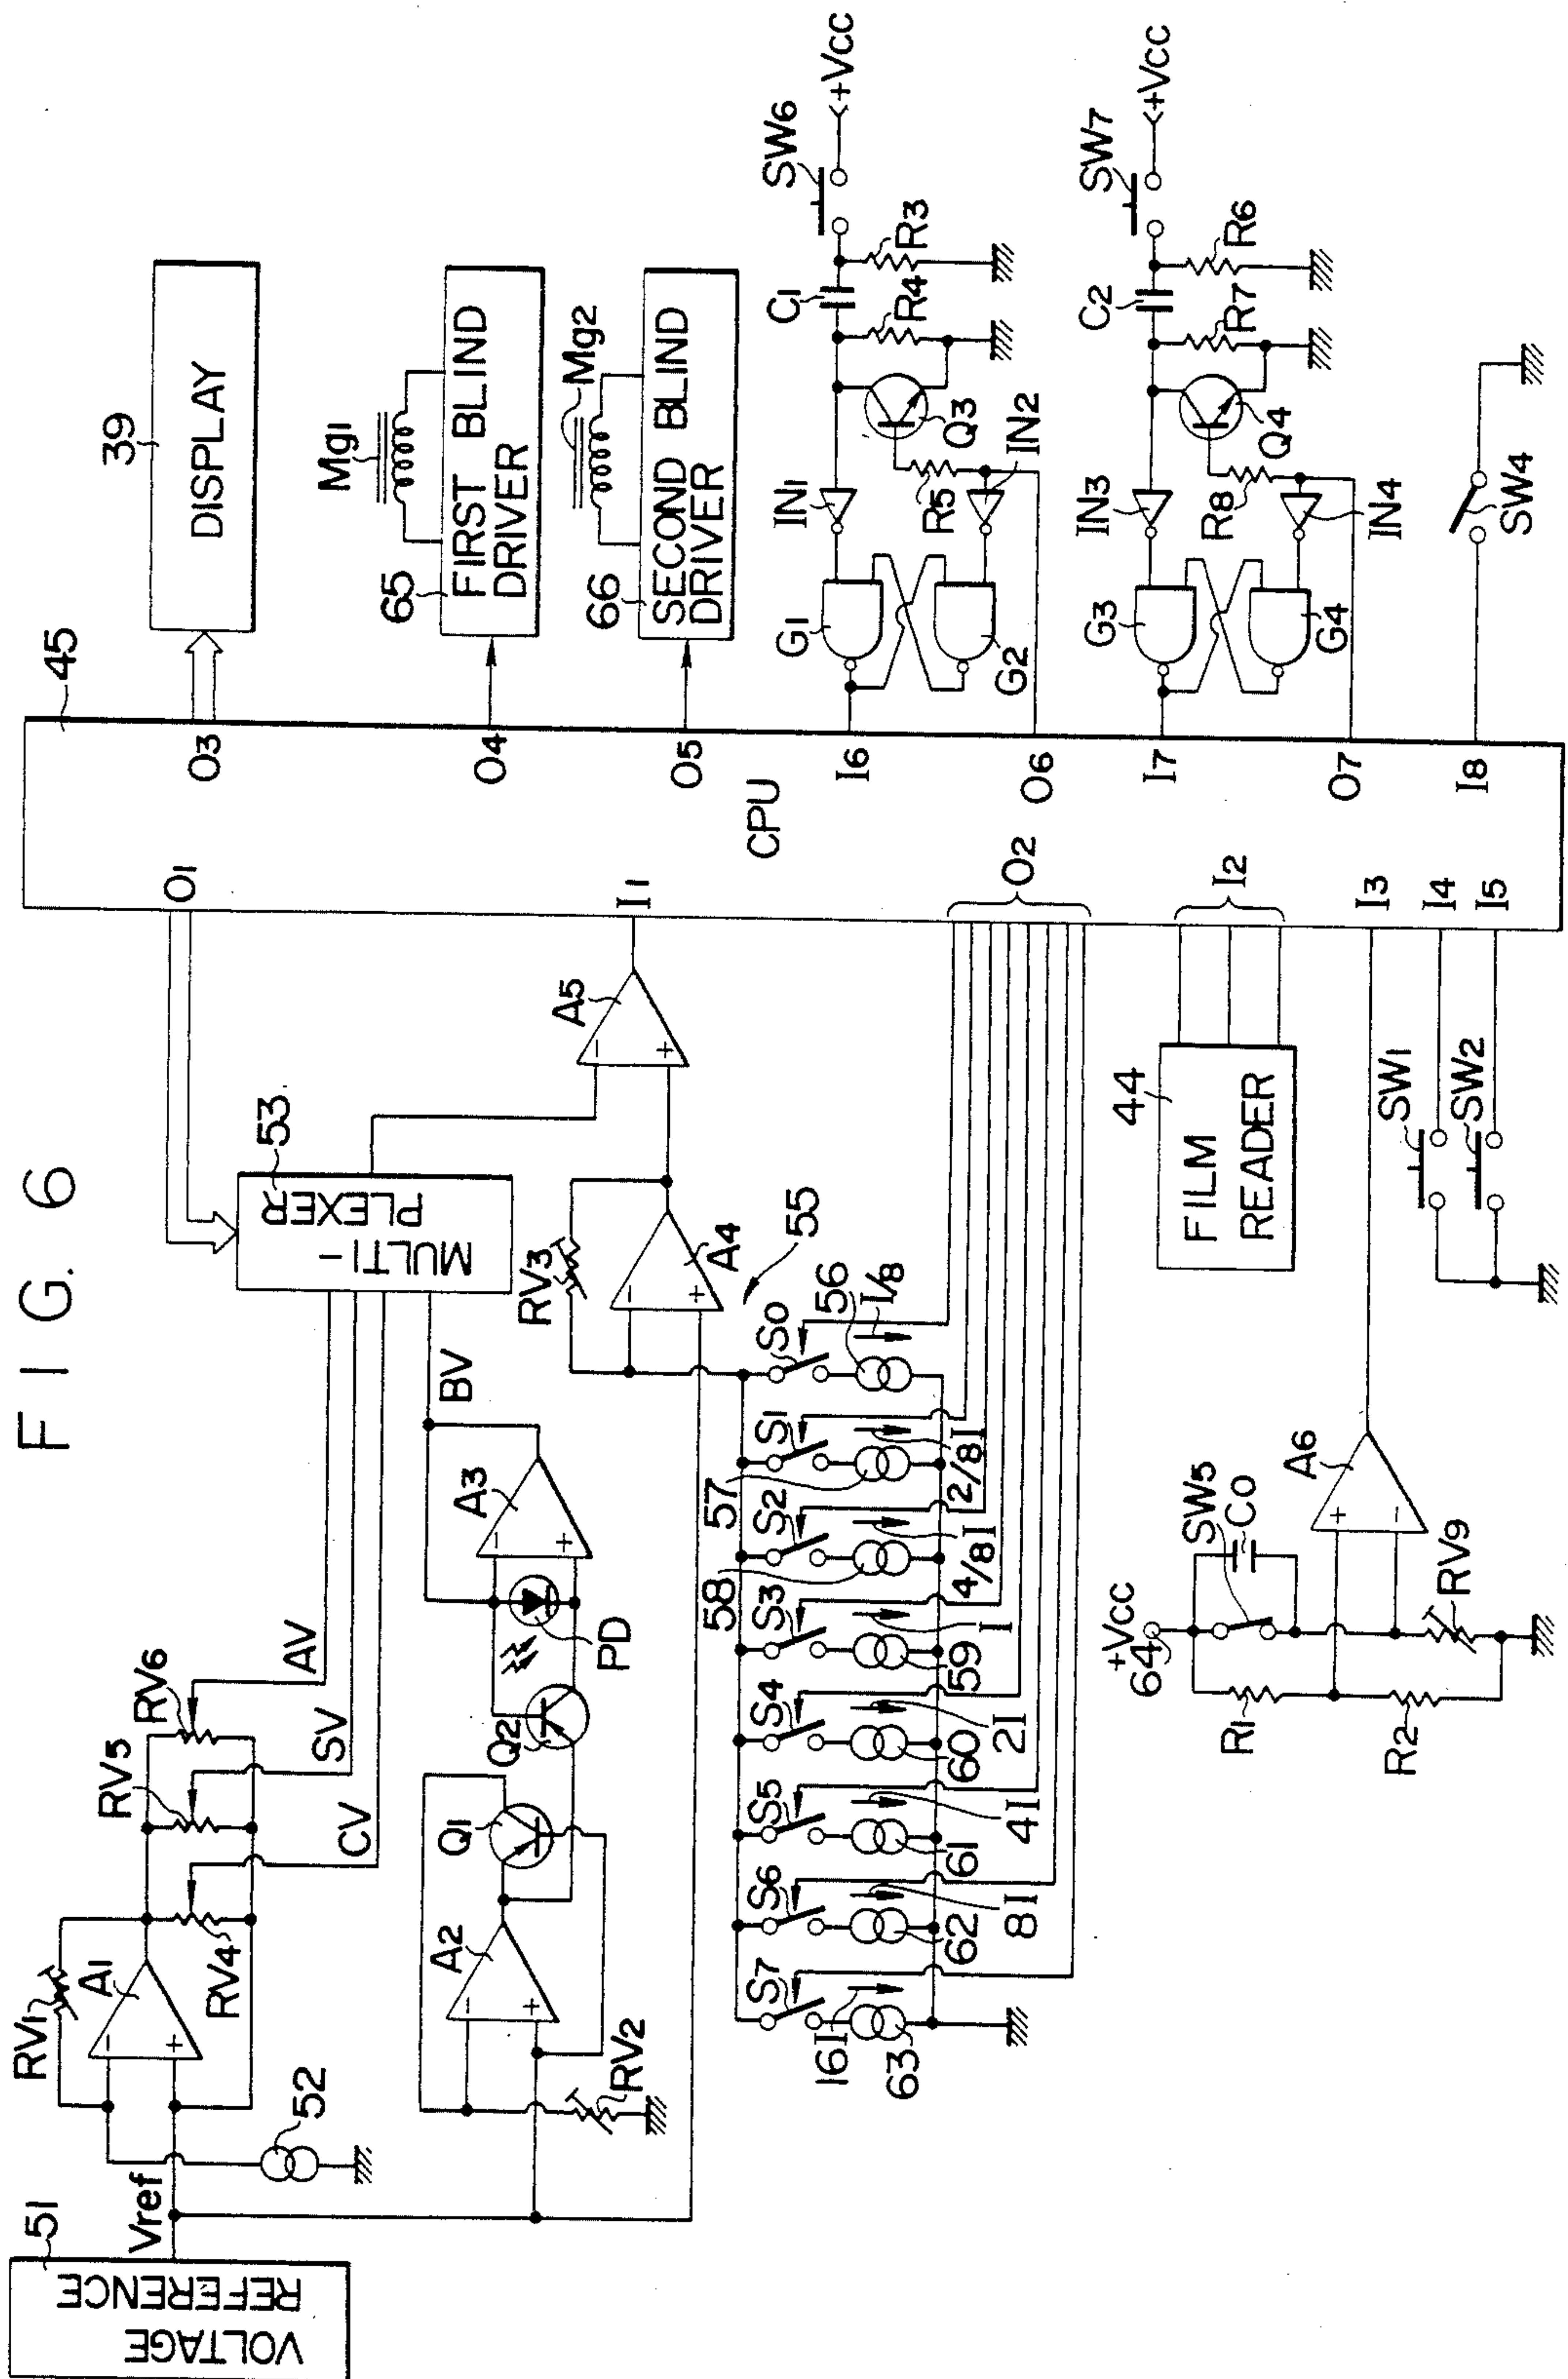 FIG. 6
VOLTAGE
REFERENCE
51
Vref
52
RV1
A1
RV4
RV5
RV6
CV
SV
AV
MULTI-
PLEXER
53
O1
45
A2
Q1
RV2
Q2
PD
A3
BV
RV3
A4
A5
I1
55
S7
S6
S5
S4
S3
S2
S1
S0
16I
63
62
8I
61
4I
60
2I
59
I
58
4/8I
57
2/8I
56
I/8
O2
CPU
+Vcc
64
R1
R2
SW5
C0
RV9
A6
I3
44
FILM
READER
I2
SW1
SW2
I4
I5
O3
39
DISPLAY
O4
65
FIRST BLIND
DRIVER
Mg1
O5
66
SECOND BLIND
DRIVER
Mg2
I6
O6
G1
G2
IN1
IN2
R5
Q3
R4
C1
R3
SW6
+Vcc
I7
O7
G3
G4
IN3
IN4
R8
Q4
R7
C2
R6
SW7
+Vcc
I8
SW4